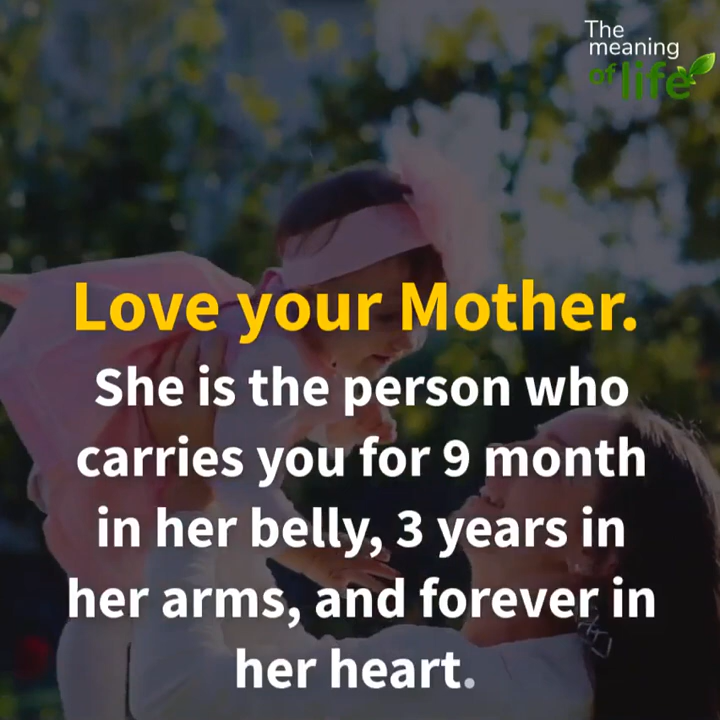 The
meaning
of life
Love your Mother.
She is the person who
carries you for 9 month
in her belly, 3 years in
her arms, and forever in
her heart.